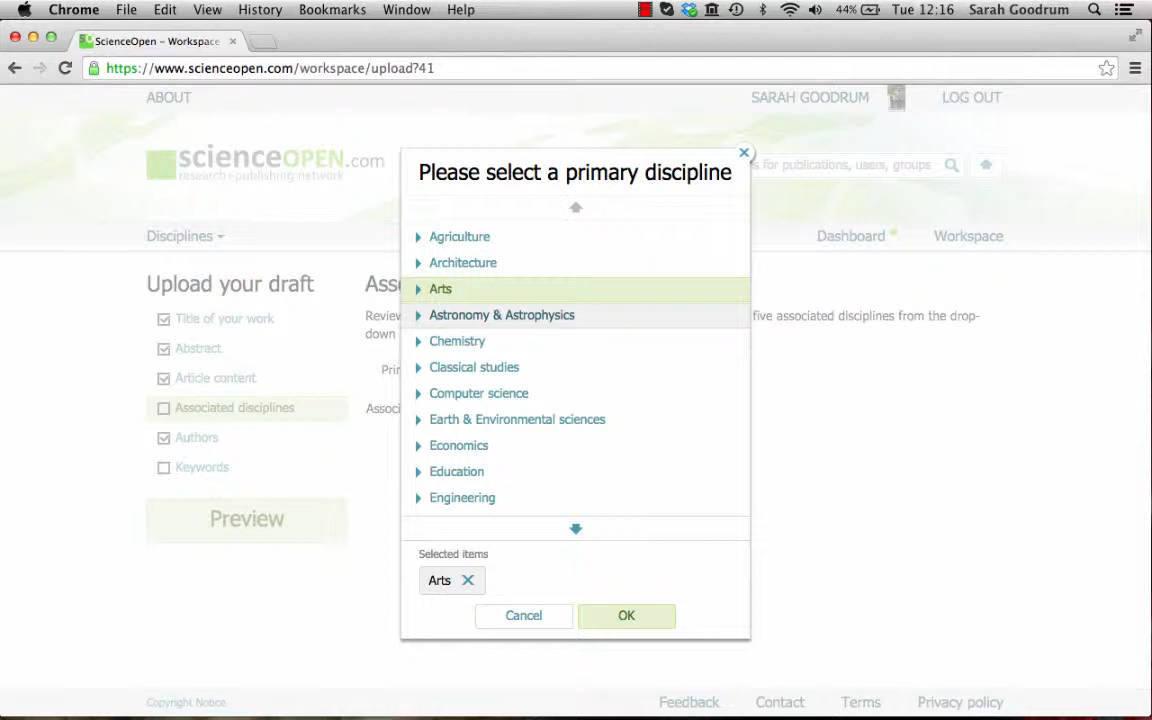 Chrome File Edit View History Bookmarks Window Help 44% Tue 12:16 Sarah Goodrum
ScienceOpen – Workspace
https://www.scienceopen.com/workspace/upload?41
ABOUT SARAH GOODRUM LOG OUT
scienceOPEN.com
research+publishing network
s for publications, users, groups
Disciplines Dashboard Workspace
Please select a primary discipline
Agriculture
Architecture
Arts
Astronomy & Astrophysics
Chemistry
Classical studies
Computer science
Earth & Environmental sciences
Economics
Education
Engineering
Selected items
Arts
Cancel OK
Upload your draft
Title of your work
Abstract
Article content
Associated disciplines
Authors
Keywords
Preview
Ass
Review five associated disciplines from the drop-
down
Pri
Associ
Copyright Notice Feedback Contact Terms Privacy policy